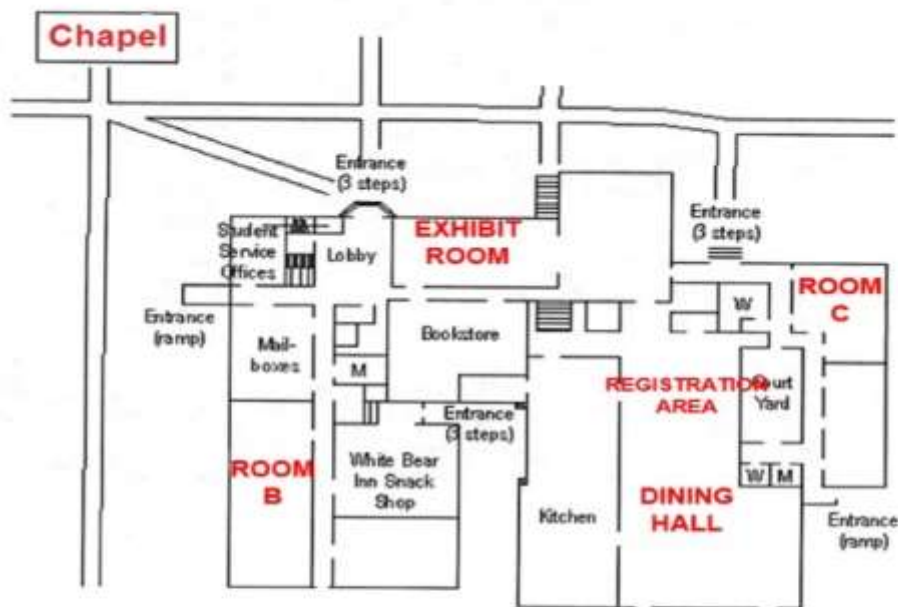 Chapel
Entrance
(3 steps)
Entrance
(3 steps)
Student
Service
Offices
Lobby
EXHIBIT
ROOM
ROOM
C
W
Entrance
(ramp)
Mail-
boxes
Bookstore
M
REGISTRATION
AREA
Court
Yard
Entrance
(3 steps)
ROOM
B
White Bear
Inn Snack
Shop
W
M
DINING
HALL
Kitchen
Entrance
(ramp)